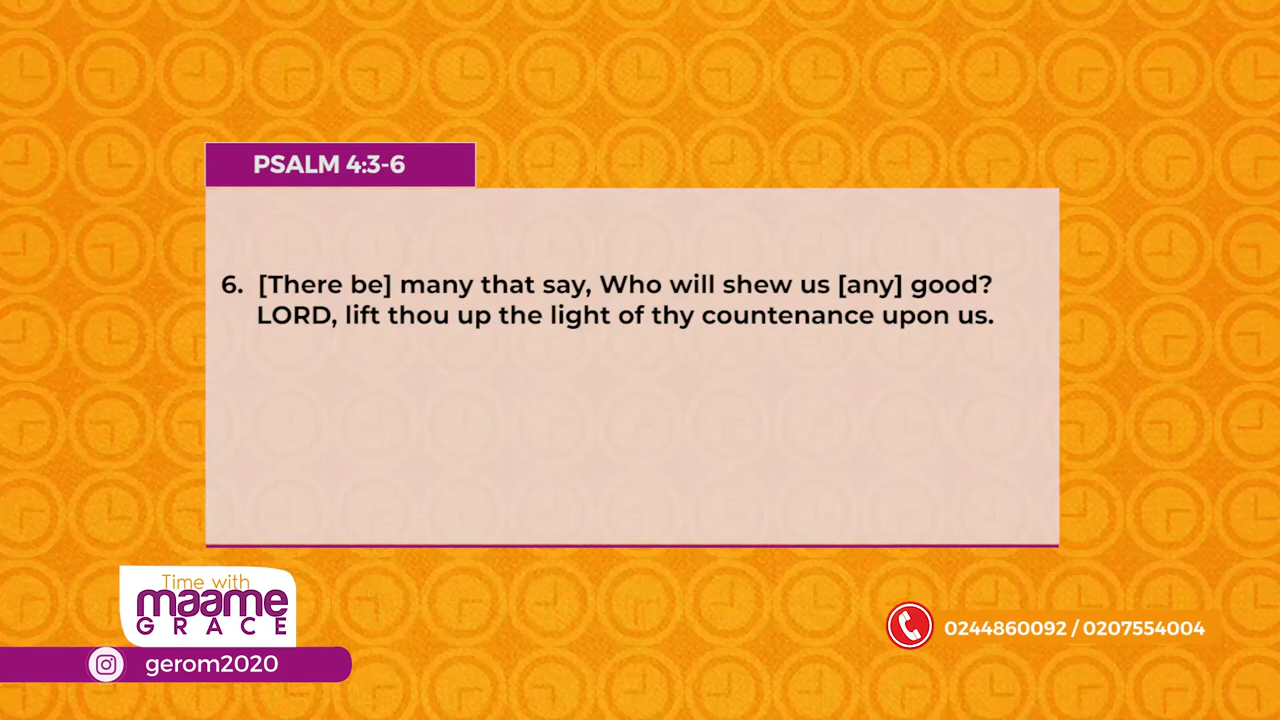 PSALM 4:3-6
6. [There be] many that say, Who will shew us [any] good?
LORD, lift thou up the light of thy countenance upon us.
Time with
maame
GRACE
gerom2020
0244860092 / 0207554004